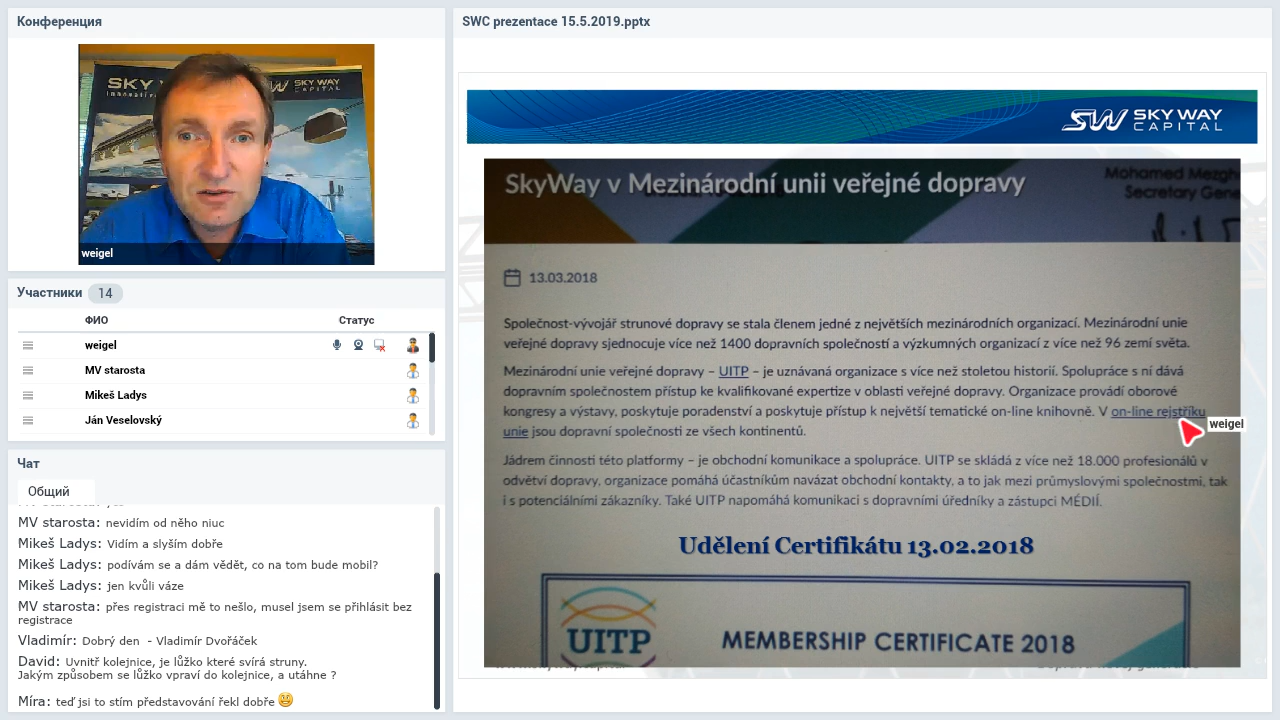 Конференция
SKY WAY
SKY WAY
CAPITAL
weigel
Участники 14
ФИО Статус
weigel
MV starosta
Mikeš Ladys
Ján Veselovský
Чат
Общий
MV starosta: nevidím od něho niuc
Mikeš Ladys: Vidím a slyším dobře
Mikeš Ladys: podívám se a dám vědět, co na tom bude mobil?
Mikeš Ladys: jen kvůli váze
MV starosta: přes registraci mě to nešlo, musel jsem se přihlásit bez
registrace
Vladimír: Dobrý den - Vladimír Dvořáček
David: Uvnitř kolejnice, je lůžko které svírá struny.
Jakým způsobem se lůžko vpraví do kolejnice, a utáhne ?
Míra: teď jsi to stím představování řekl dobře
SWC prezentace 15.5.2019.pptx
SW SKY WAY
CAPITAL
SkyWay v Mezinárodní unii veřejné dopravy
Mohamed Mezgh
Secretary Gene
13.03.2018
Společnost-vývojář strunové dopravy se stala členem jedné z největších mezinárodních organizací. Mezinárodní unie
veřejné dopravy sjednocuje více než 1400 dopravních společností a výzkumných organizací z více než 96 zemí světa.
Mezinárodní unie veřejné dopravy – UITP – je uznávaná organizace s více než stoletou historií. Spolupráce s ní dává
dopravním společnostem přístup ke kvalifikované expertize v oblasti veřejné dopravy. Organizace provádí oborové
kongresy a výstavy, poskytuje poradenství a poskytuje přístup k největší tematické on-line knihovně. V on-line rejstříku
weigel
unie jsou dopravní společnosti ze všech kontinentů.
Jádrem činnosti této platformy – je obchodní komunikace a spolupráce. UITP se skládá z více než 18.000 profesionálů v
odvětví dopravy, organizace pomáhá účastníkům navázat obchodní kontakty, a to jak mezi průmyslovými společnostmi, tak
i s potenciálními zákazníky. Také UITP napomáhá komunikaci s dopravními úředníky a zástupci MÉDIÍ.
Udělení Certifikátu 13.02.2018
UITP
MEMBERSHIP CERTIFICATE 2018